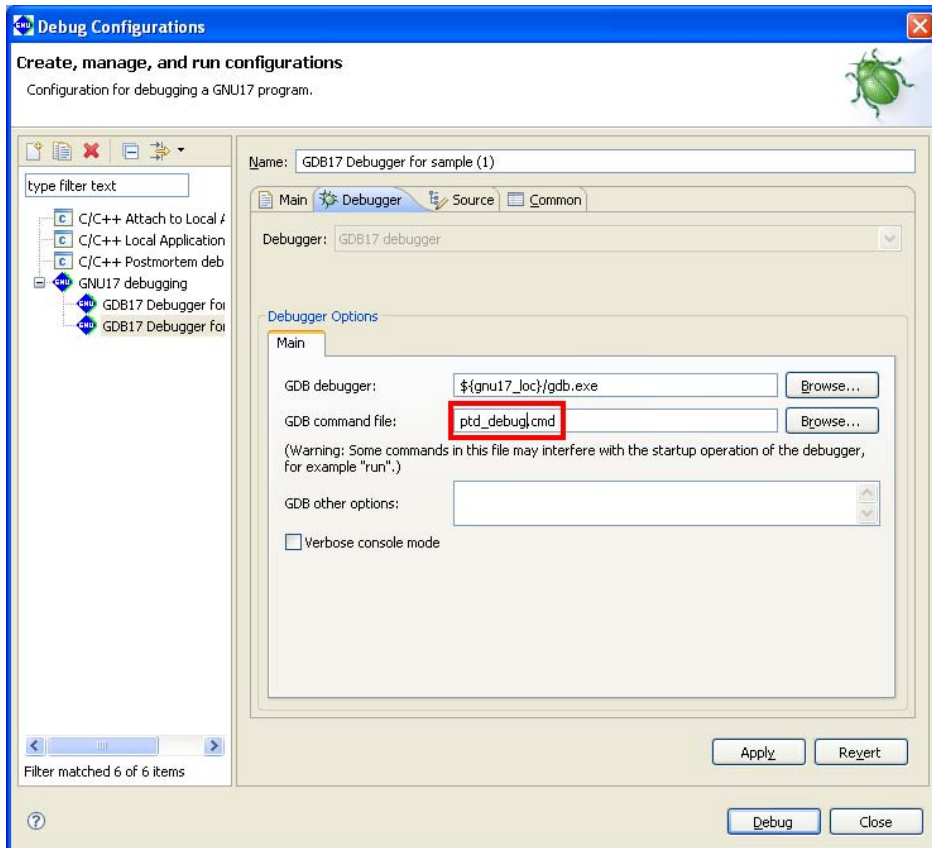 Debug Configurations
Create, manage, and run configurations
Configuration for debugging a GNU17 program.
type filter text
C/C++ Attach to Local A
C/C++ Local Application
C/C++ Postmortem deb
GNU17 debugging
GDB17 Debugger for
GDB17 Debugger for
Name: GDB17 Debugger for sample (1)
Main Debugger Source Common
Debugger: GDB17 debugger
Debugger Options
Main
GDB debugger: ${gnu17_loc}/gdb.exe Browse...
GDB command file: ptd_debug.cmd Browse...
(Warning: Some commands in this file may interfere with the startup operation of the debugger,
for example "run".)
GDB other options:
Verbose console mode
Apply Revert
Filter matched 6 of 6 items
Debug Close